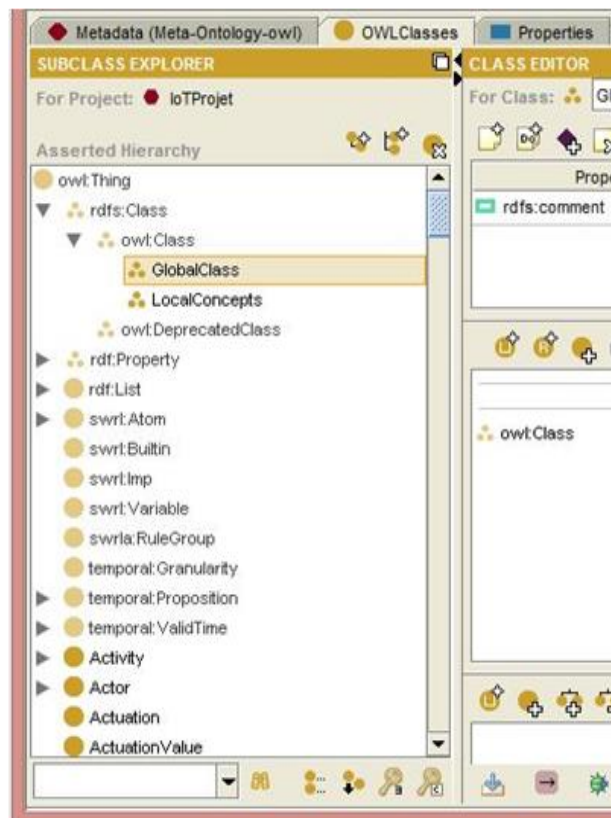 Metadata (Meta-Ontology-owl) OWLClasses Properties
SUBCLASS EXPLORER
For Project: IoTProjet
Asserted Hierarchy
owl:Thing
rdfs:Class
owl:Class
GlobalClass
LocalConcepts
owl:DeprecatedClass
rdf:Property
rdf:List
swrl:Atom
swrl:Builtin
swrl:Imp
swrl:Variable
swrla:RuleGroup
temporal:Granularity
temporal:Proposition
temporal:ValidTime
Activity
Actor
Actuation
ActuationValue
CLASS EDITOR
For Class: Gl
Prope
rdfs:comment
owl:Class